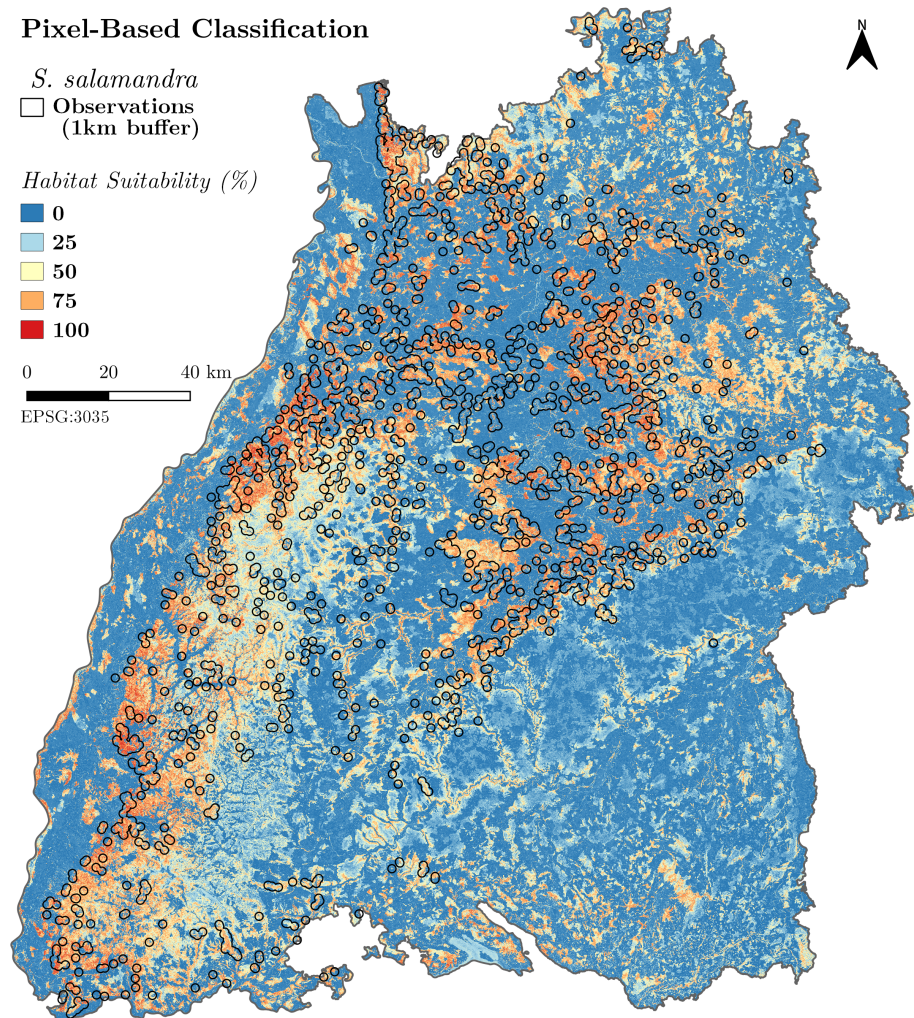 Pixel-Based Classification
N
S. salamandra
Observations
(1km buffer)
Habitat Suitability (%)
0
25
50
75
100
0 20 40 km
EPSG:3035